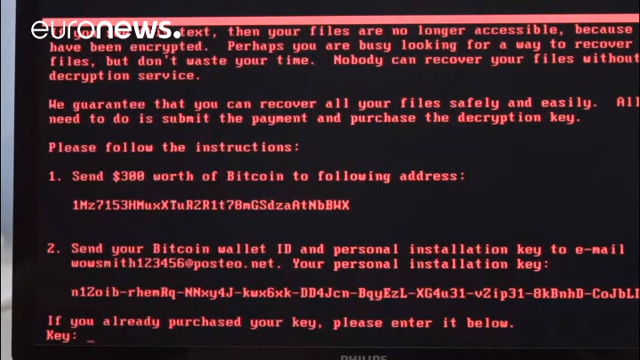 euronews.
text, then your files are no longer accessible, because
have been encrypted. Perhaps you are busy looking for a way to recover
files, but don't waste your time. Nobody can recover your files without
decryption service.
We guarantee that you can recover all your files safely and easily. All
need to do is submit the payment and purchase the decryption key.
Please follow the instructions:
1. Send $300 worth of Bitcoin to following address:
1Mz7153HMuxXTuR2R1t78mGSdzaAtNbBWX
2. Send your Bitcoin wallet ID and personal installation key to e-mail
wowsmith123456@posteo.net. Your personal installation key:
n1Zoib-rhemRq-NNxy4J-kwx6xk-DD4Jcn-BqyEzL-XG4u31-vZip31-8kBnhD-CoJbLI
If you already purchased your key, please enter it below.
Key: _
PHILIPS